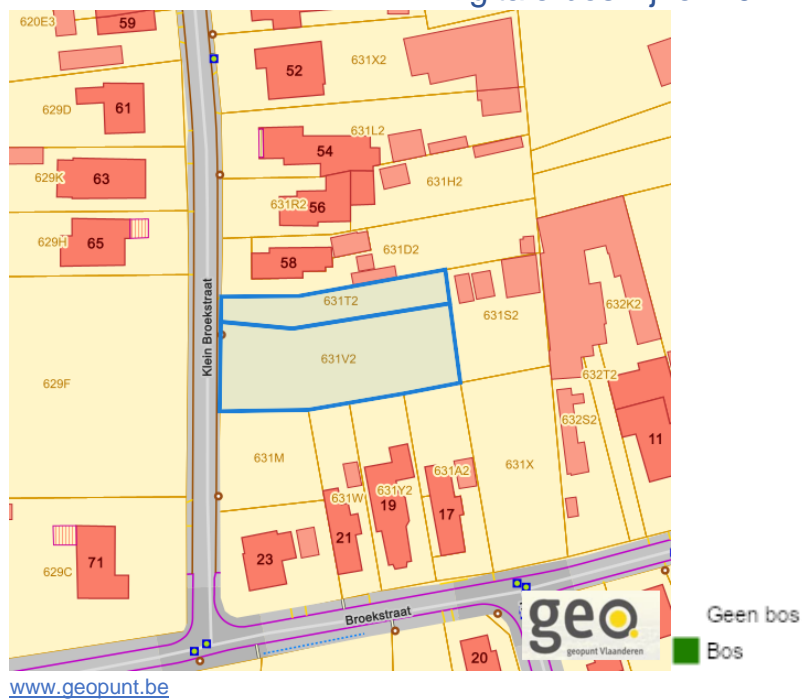 620E3
59
631X2
52
629D
61
631L2
54
629K
63
631H2
631R2
56
629H
65
631D2
58
Klein Broekstraat
631T2
631S2
632K2
631V2
629F
632T2
632S2
11
631M
631W
631Y2
631A2
631X
19
17
21
23
71
629C
Broekstraat
20
geo
geopunt Vlaanderen
Geen bos
Bos
www.geopunt.be